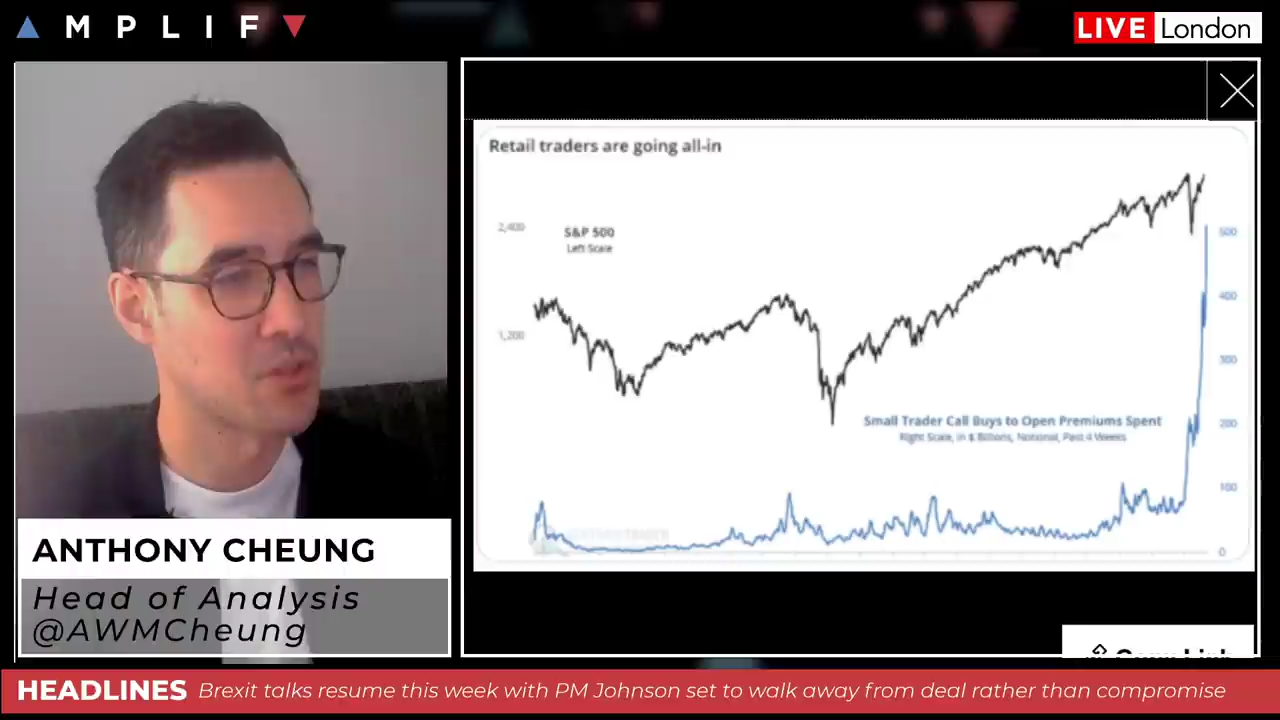 AMPLIFY
LIVE London
Retail traders are going all-in
2,400
S&P 500
Left Scale
500
400
1,200
300
Small Trader Call Buys to Open Premiums Spent
Right Scale, in $ Billions, Notional, Past 4 Weeks
200
100
0
ANTHONY CHEUNG
Head of Analysis
@AWMCheung
HEADLINES Brexit talks resume this week with PM Johnson set to walk away from deal rather than compromise